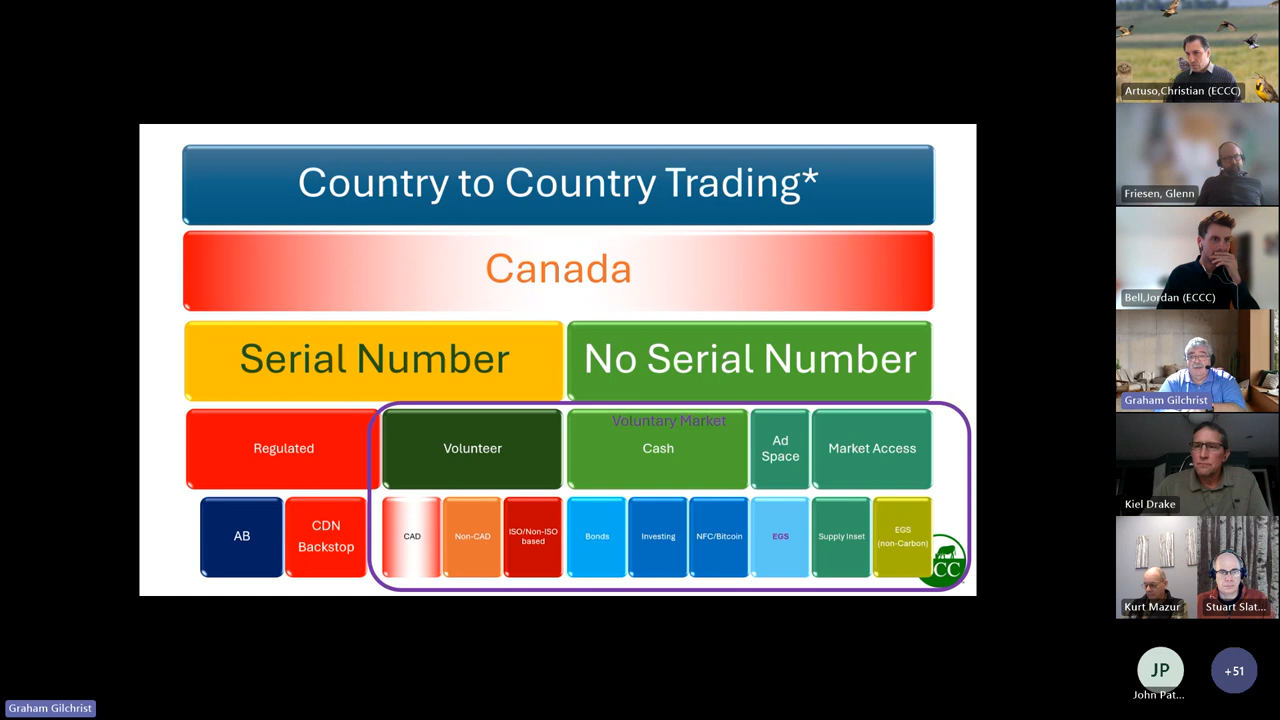 Country to Country Trading*
Canada
Serial Number
No Serial Number
Voluntary Market
Regulated
Volunteer
Cash
Ad
Space
Market Access
AB
CDN
Backstop
CAD
Non-CAD
ISO/Non-ISO
based
Bonds
Investing
NFC/Bitcoin
EGS
Supply Inset
EGS
(non-Carbon)
CC
Artuso,Christian (ECCC)
Friesen, Glenn
Bell,Jordan (ECCC)
Graham Gilchrist
Kiel Drake
Kurt Mazur
Stuart Slat...
JP
John Pat...
+51
Graham Gilchrist